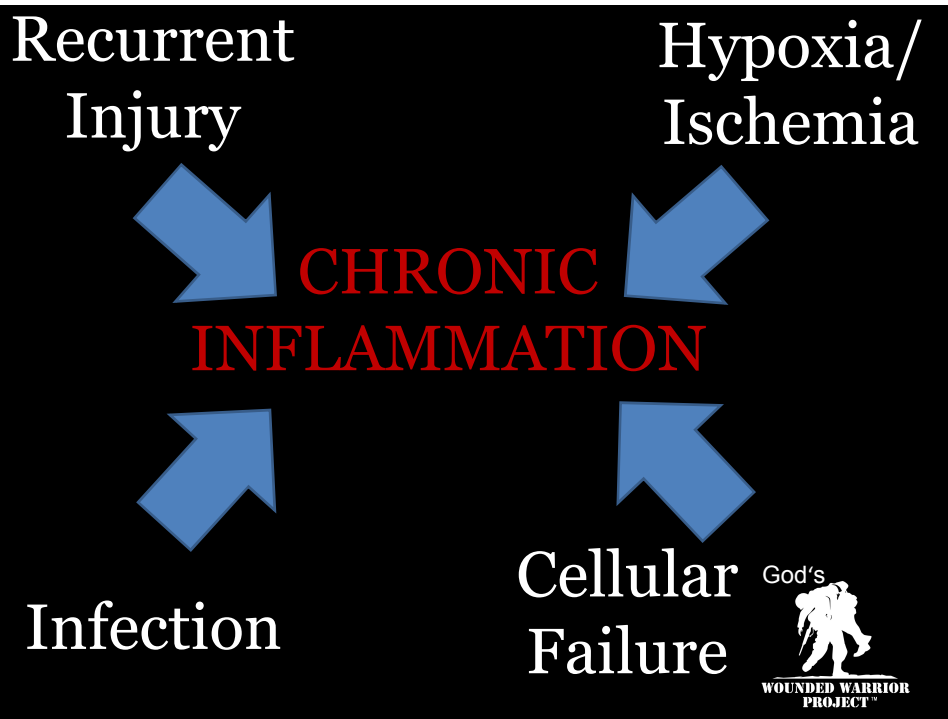 Recurrent
Injury
Hypoxia/
Ischemia
CHRONIC
INFLAMMATION
Infection
Cellular
Failure
God‘s
WOUNDED WARRIOR
PROJECT™